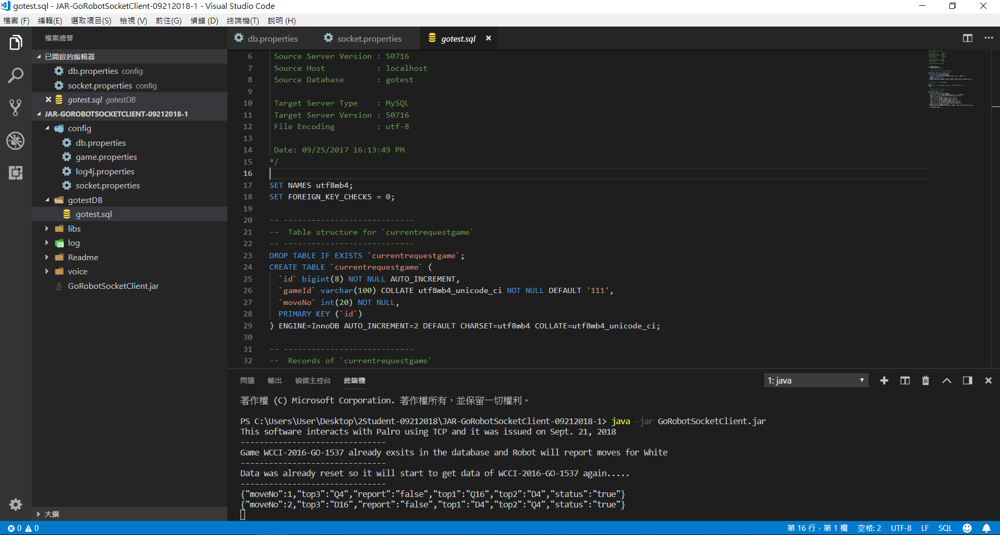 gotest.sql - JAR-GoRobotSocketClient-09212018-1 - Visual Studio Code
檔案 (F) 編輯(E) 選取項目(S) 檢視 (V) 前往(G) 偵錯 (D) 終端機(T) 說明 (H)
檔案總管
已開啟的編輯器
db.properties config
socket.properties config
gotest.sql gotestDB
JAR-GOROBOTSOCKETCLIENT-09212018-1
config
db.properties
game.properties
log4j.properties
socket.properties
gotestDB
gotest.sql
libs
log
Readme
voice
GoRobotSocketClient.jar
大綱
db.properties socket.properties gotest.sql
6 Source Server Version : 50716
7 Source Host : localhost
8 Source Database : gotest
9
10 Target Server Type : MySQL
11 Target Server Version : 50716
12 File Encoding : utf-8
13
14 Date: 09/25/2017 16:13:49 PM
15 */
16
17 SET NAMES utf8mb4;
18 SET FOREIGN_KEY_CHECKS = 0;
19
20 -- ----------------------------
21 --  Table structure for `currentrequestgame`
22 -- ----------------------------
23 DROP TABLE IF EXISTS `currentrequestgame`;
24 CREATE TABLE `currentrequestgame` (
25 `id` bigint(8) NOT NULL AUTO_INCREMENT,
26 `gameId` varchar(100) COLLATE utf8mb4_unicode_ci NOT NULL DEFAULT '111',
27 `moveNo` int(20) NOT NULL,
28 PRIMARY KEY (`id`)
29 ) ENGINE=InnoDB AUTO_INCREMENT=2 DEFAULT CHARSET=utf8mb4 COLLATE=utf8mb4_unicode_ci;
30
31 -- ----------------------------
32 --  Records of `currentrequestgame`
問題 輸出 偵錯主控台 終端機 1: java
著作權 (C) Microsoft Corporation. 著作權所有，並保留一切權利。
PS C:\Users\User\Desktop\2Student-09212018\JAR-GoRobotSocketClient-09212018-1> java -jar GoRobotSocketClient.jar
This software interacts with Palro using TCP and it was issued on Sept. 21, 2018
-------------------------------
Game WCCI-2016-GO-1537 already exsits in the database and Robot will report moves for White
-------------------------------
Data was already reset so it will start to get data of WCCI-2016-GO-1537 again.....
-------------------------------
{"moveNo":1,"top3":"Q4","report":"false","top1":"Q16","top2":"D4","status":"true"}
{"moveNo":2,"top3":"D16","report":"false","top1":"D4","top2":"Q4","status":"true"}
0 0 第 16 行，第 1 欄 空格: 2 UTF-8 LF SQL